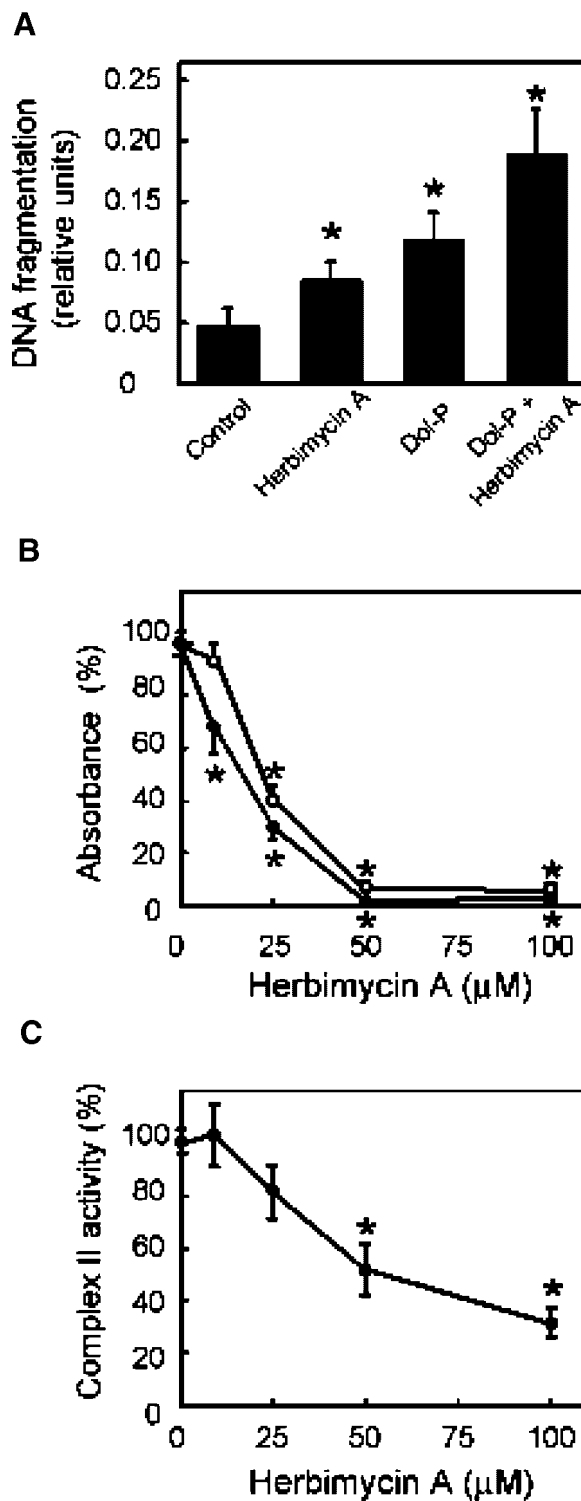 A
DNA fragmentation
(relative units)
0.25
0.20
0.15
0.10
0.05
0
*
*
*
Control
Herbimycin A
Dol-P
Dol-P +
Herbimycin A
B
Absorbance (%)
100
80
60
40
20
0
*
*
*
*
*
*
*
0
25
50
75
100
Herbimycin A (μM)
C
Complex II activity (%)
100
80
60
40
20
0
*
*
0
25
50
75
100
Herbimycin A (μM)